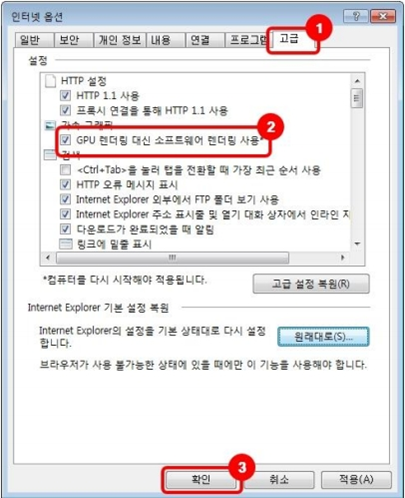 인터넷 옵션
일반 보안 개인 정보 내용 연결 프로그램 고급
1
설정
HTTP 설정
HTTP 1.1 사용
프록시 연결을 통해 HTTP 1.1 사용
가속 그래픽
2
GPU 렌더링 대신 소프트웨어 렌더링 사용*
검색
<Ctrl+Tab>을 눌러 탭을 전환할 때 가장 최근 순서 사용
HTTP 오류 메시지 표시
Internet Explorer 외부에서 FTP 폴더 보기 사용
Internet Explorer 주소 표시줄 및 열기 대화 상자에서 인라인 자
다운로드가 완료되었을 때 알림
링크에 밑줄 표시
*컴퓨터를 다시 시작해야 적용됩니다.
고급 설정 복원(R)
Internet Explorer 기본 설정 복원
Internet Explorer의 설정을 기본 상태대로 다시 설정
합니다.
원래대로(S)...
브라우저가 사용 불가능한 상태에 있을 때에만 이 기능을 사용해야 합니다.
3
확인 취소 적용(A)